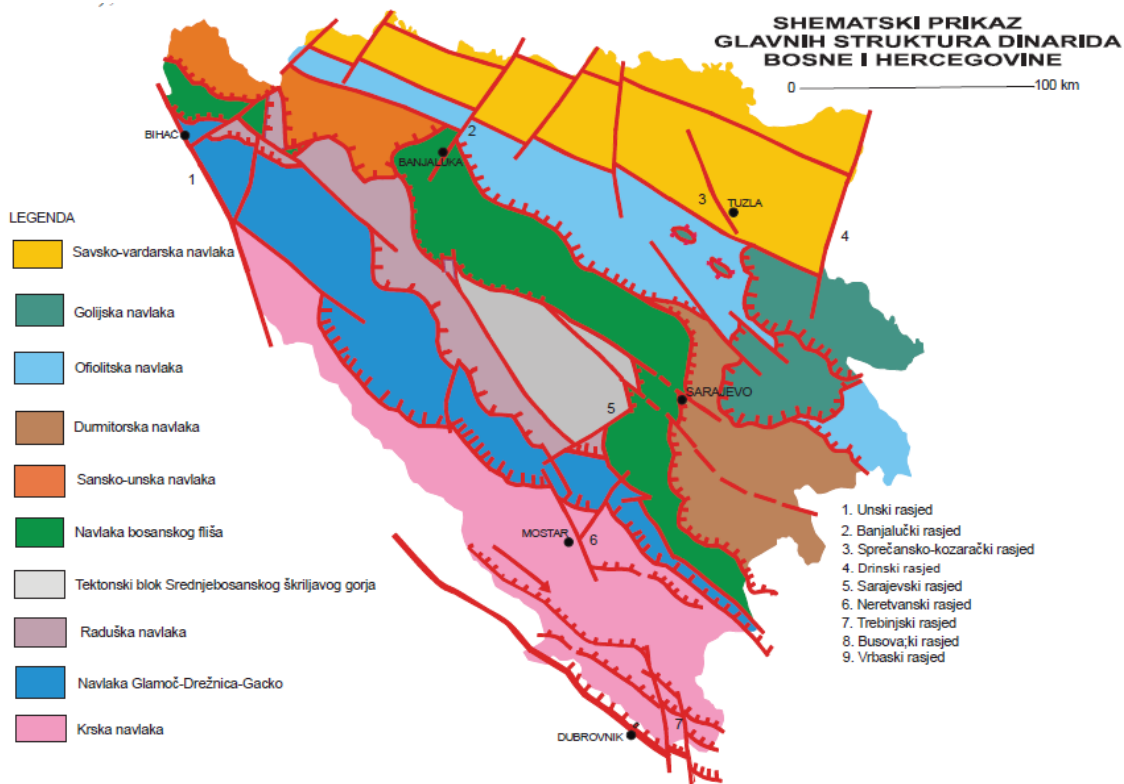 SHEMATSKI PRIKAZ
GLAVNIH STRUKTURA DINARIDA
BOSNE I HERCEGOVINE
0 100 km
BIHAĆ
1
2
BANJALUKA
3
TUZLA
4
LEGENDA
Savsko-vardarska navlaka
Golijska navlaka
Ofiolitska navlaka
Durmitorska navlaka
Sansko-unska navlaka
Navlaka bosanskog fliša
Tektonski blok Srednjebosanskog škriljavog gorja
Raduška navlaka
Navlaka Glamoč-Drežnica-Gacko
Krska navlaka
SARAJEVO
5
MOSTAR
6
DUBROVNIK
7
1. Unski rasjed
2. Banjalučki rasjed
3. Sprečansko-kozarački rasjed
4. Drinski rasjed
5. Sarajevski rasjed
6. Neretvanski rasjed
7. Trebinjski rasjed
8. Busova;ki rasjed
9. Vrbaski rasjed